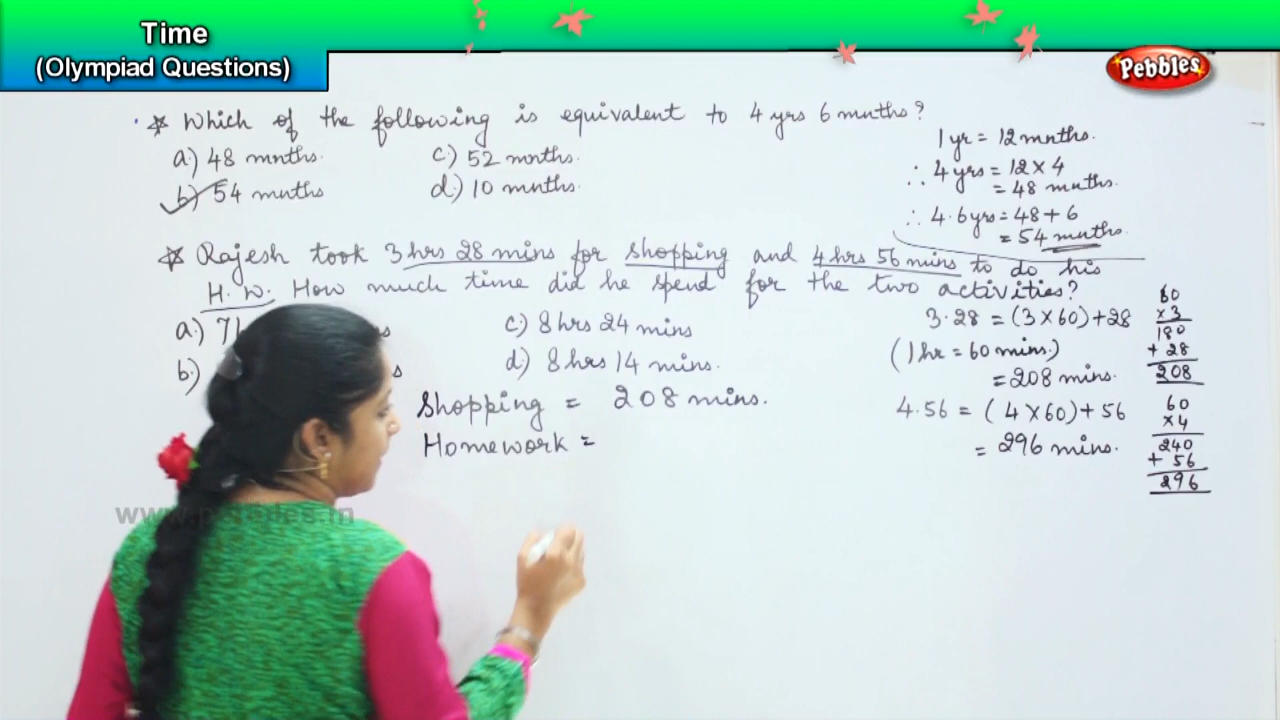 Time
(Olympiad Questions)
Pebbles
☆ Which of the following is equivalent to 4 yrs 6 mnths?
a.) 48 mnths.
c.) 52 mnths.
b.) 54 mnths
d.) 10 mnths.
1 yr = 12 mnths.
∴ 4 yrs = 12 × 4
= 48 mnths.
∴ 4.6 yrs = 48 + 6
= 54 mnths.
☆ Rajesh took 3 hrs 28 mins for shopping and 4 hrs 56 mins to do his
H.W. How much time did he spend for the two activities?
a.)
c.) 8 hrs 24 mins
b.)
d.) 8 hrs 14 mins.
Shopping = 208 mins.
Homework =
3.28 = (3 × 60) + 28
(1 hr = 60 mins.)
= 208 mins.
4.56 = (4 × 60) + 56
= 296 mins.
60
× 3
180
+ 28
208
60
× 4
240
+ 56
296